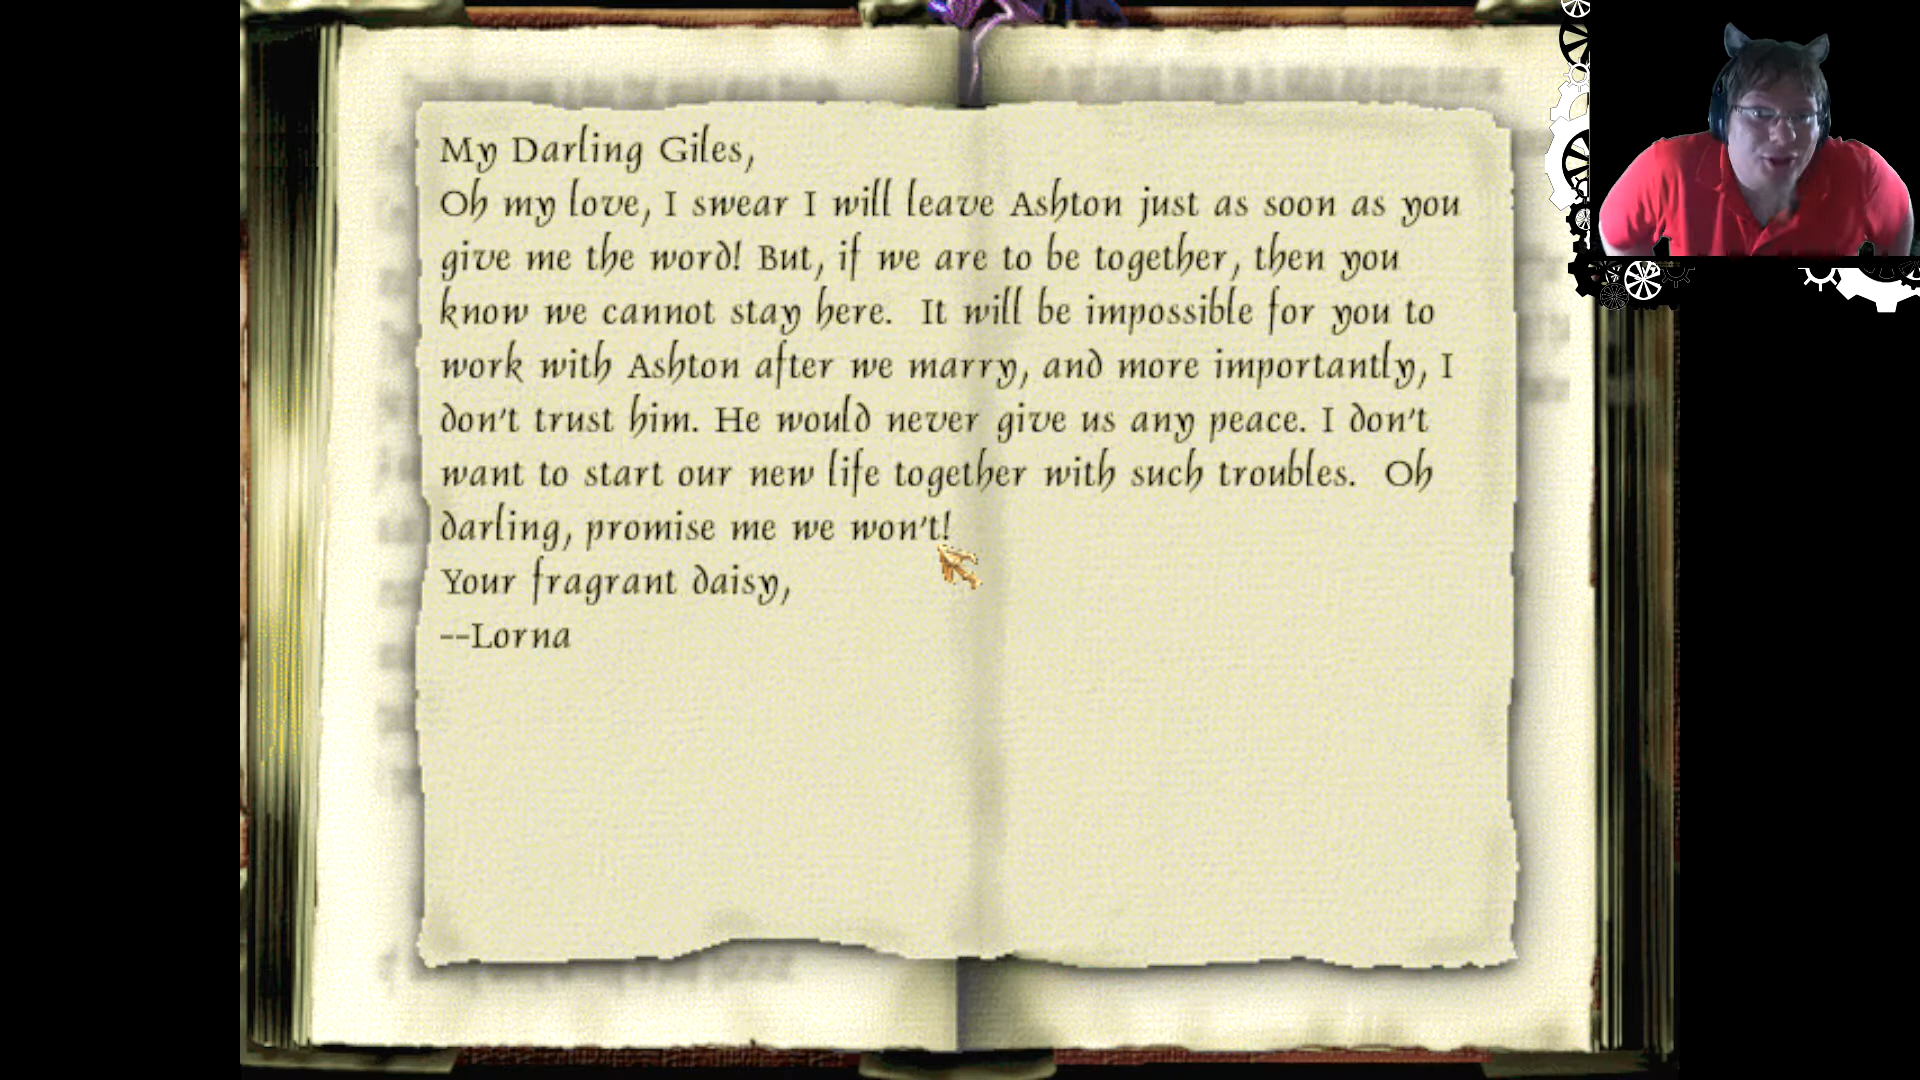 My Darling Giles,
Oh my love, I swear I will leave Ashton just as soon as you
give me the word! But, if we are to be together, then you
know we cannot stay here.  It will be impossible for you to
work with Ashton after we marry, and more importantly, I
don't trust him. He would never give us any peace. I don't
want to start our new life together with such troubles.  Oh
darling, promise me we won't!
Your fragrant daisy,
--Lorna